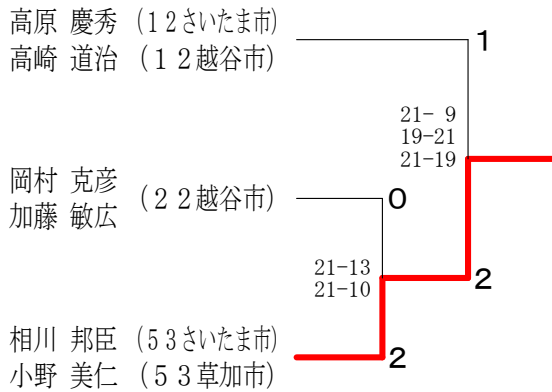 高原 慶秀 (12さいたま市)
高崎 道治 (12越谷市)
1
21- 9
19-21
21-19
岡村 克彦
加藤 敏広
(22越谷市)
0
21-13
21-10
2
相川 邦臣 (53さいたま市)
小野 美仁 (53草加市)
2